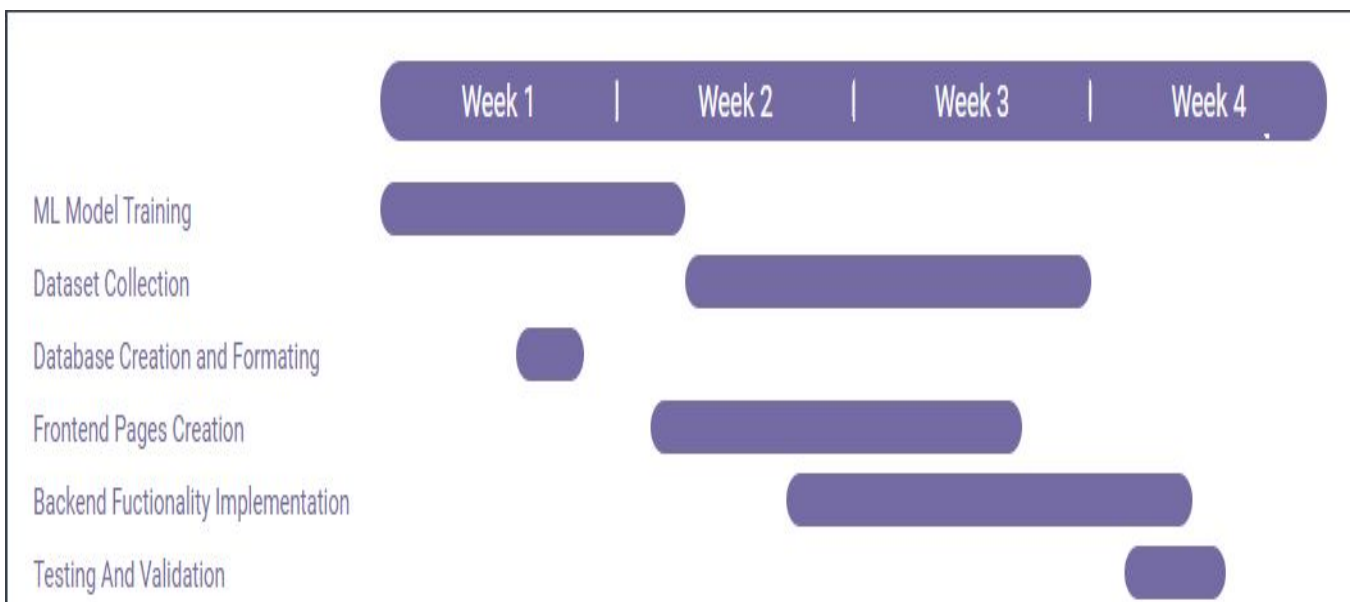 Week 1 | Week 2 | Week 3 | Week 4
ML Model Training
Dataset Collection
Database Creation and Formating
Frontend Pages Creation
Backend Fuctionality Implementation
Testing And Validation